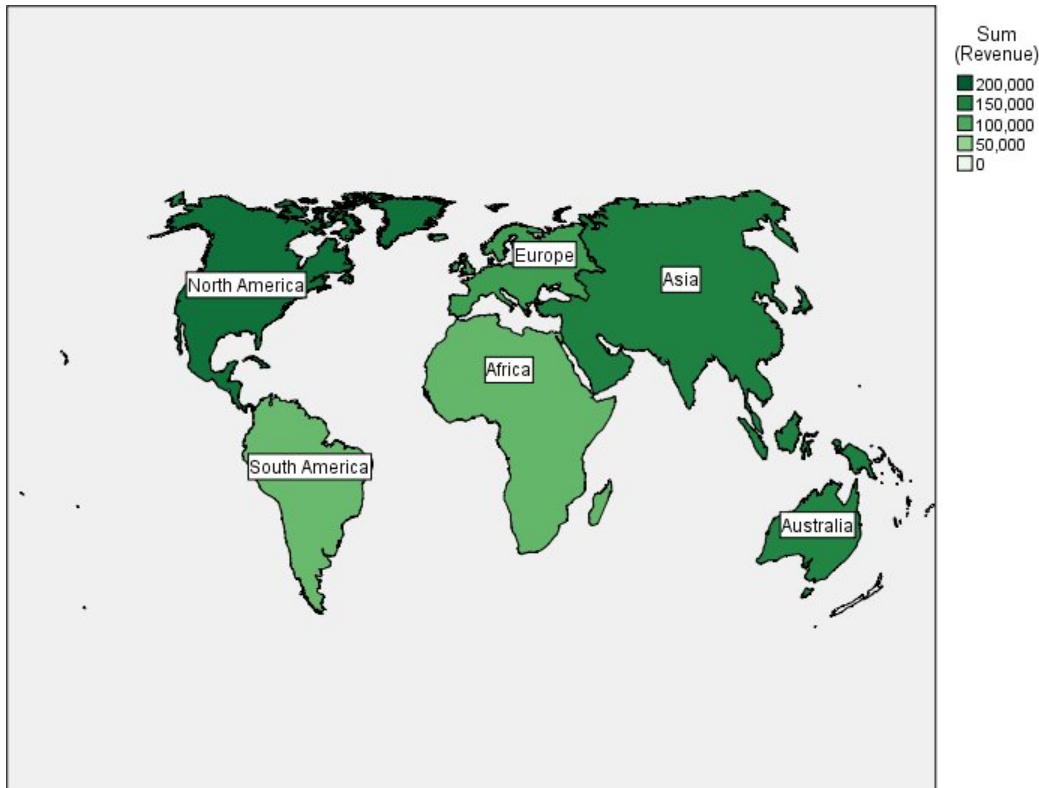 Sum
(Revenue)
200,000
150,000
100,000
50,000
0
Europe
North America
Asia
Africa
South America
Australia